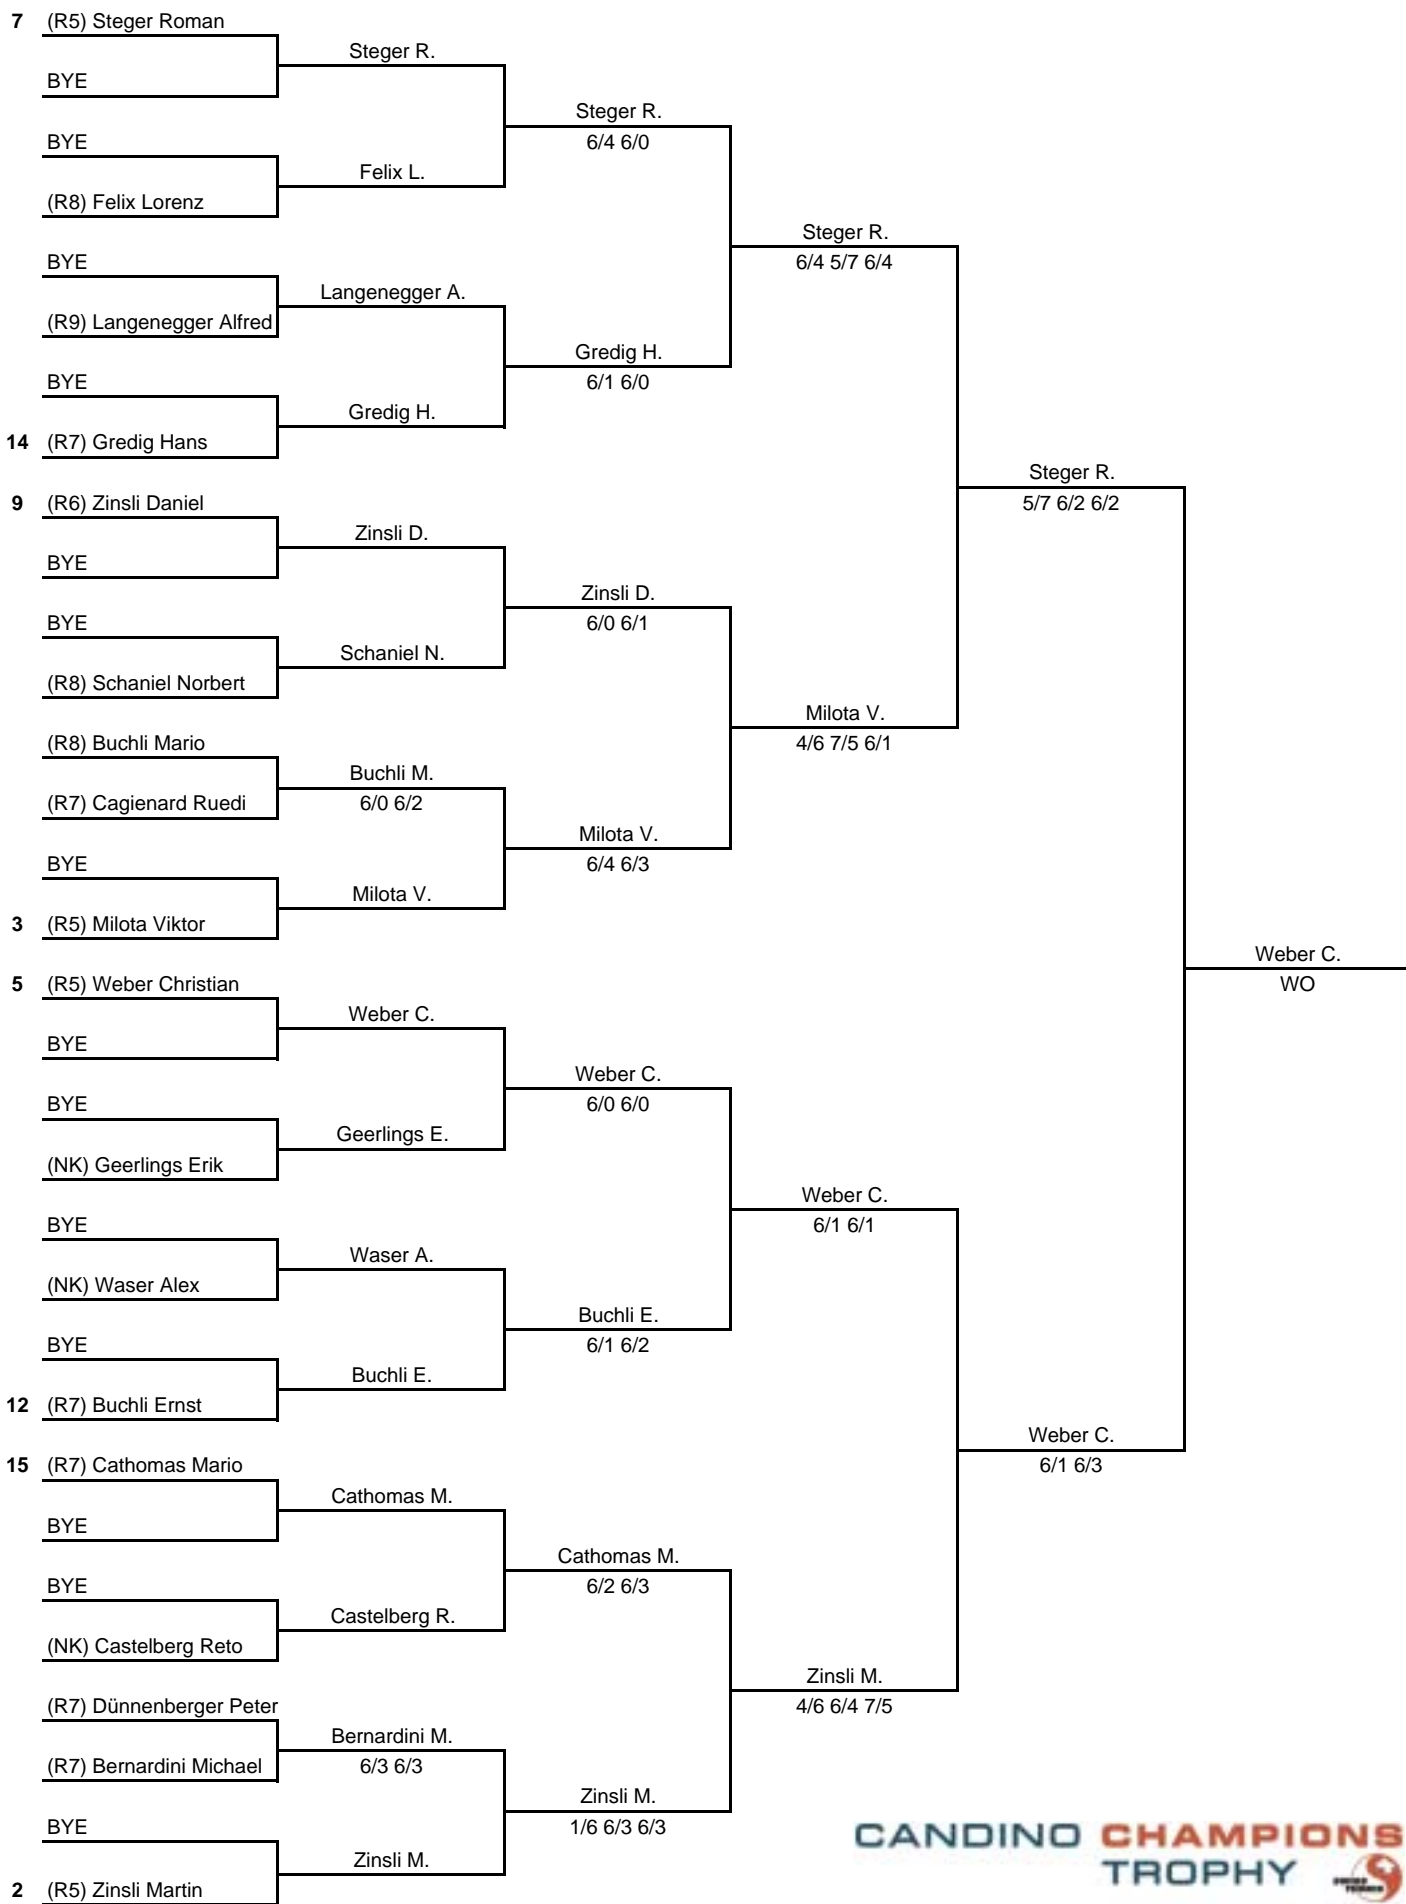 7 (R5) Steger Roman
Steger R.
BYE
Steger R.
BYE
6/4 6/0
Felix L.
(R8) Felix Lorenz
Steger R.
BYE
6/4 5/7 6/4
Langenegger A.
(R9) Langenegger Alfred
Gredig H.
BYE
6/1 6/0
Gredig H.
14 (R7) Gredig Hans
Steger R.
9 (R6) Zinsli Daniel
5/7 6/2 6/2
Zinsli D.
BYE
Zinsli D.
BYE
6/0 6/1
Schaniel N.
(R8) Schaniel Norbert
Milota V.
(R8) Buchli Mario
4/6 7/5 6/1
Buchli M.
(R7) Cagienard Ruedi
6/0 6/2
Milota V.
BYE
6/4 6/3
Milota V.
3 (R5) Milota Viktor
Weber C.
5 (R5) Weber Christian
WO
Weber C.
BYE
Weber C.
BYE
6/0 6/0
Geerlings E.
(NK) Geerlings Erik
Weber C.
BYE
6/1 6/1
Waser A.
(NK) Waser Alex
Buchli E.
BYE
6/1 6/2
Buchli E.
12 (R7) Buchli Ernst
Weber C.
15 (R7) Cathomas Mario
6/1 6/3
Cathomas M.
BYE
Cathomas M.
BYE
6/2 6/3
Castelberg R.
(NK) Castelberg Reto
Zinsli M.
(R7) Dünnenberger Peter
4/6 6/4 7/5
Bernardini M.
(R7) Bernardini Michael
6/3 6/3
Zinsli M.
BYE
1/6 6/3 6/3
Zinsli M.
2 (R5) Zinsli Martin
CANDINO CHAMPIONS
TROPHY